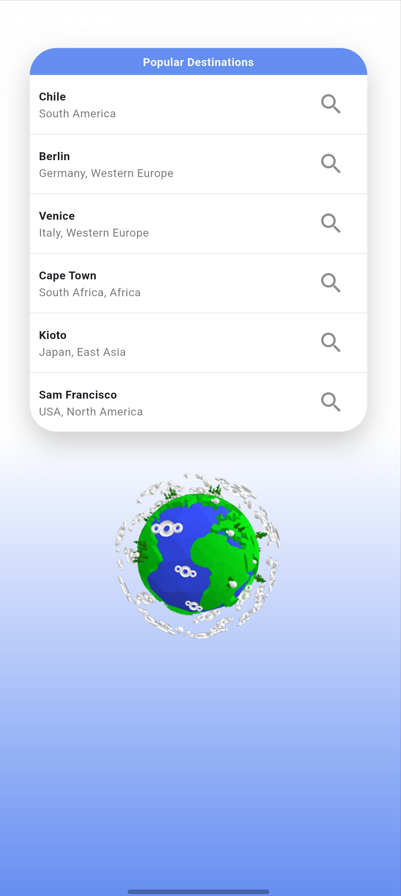 Popular Destinations
Chile
South America
Berlin
Germany, Western Europe
Venice
Italy, Western Europe
Cape Town
South Africa, Africa
Kioto
Japan, East Asia
Sam Francisco
USA, North America